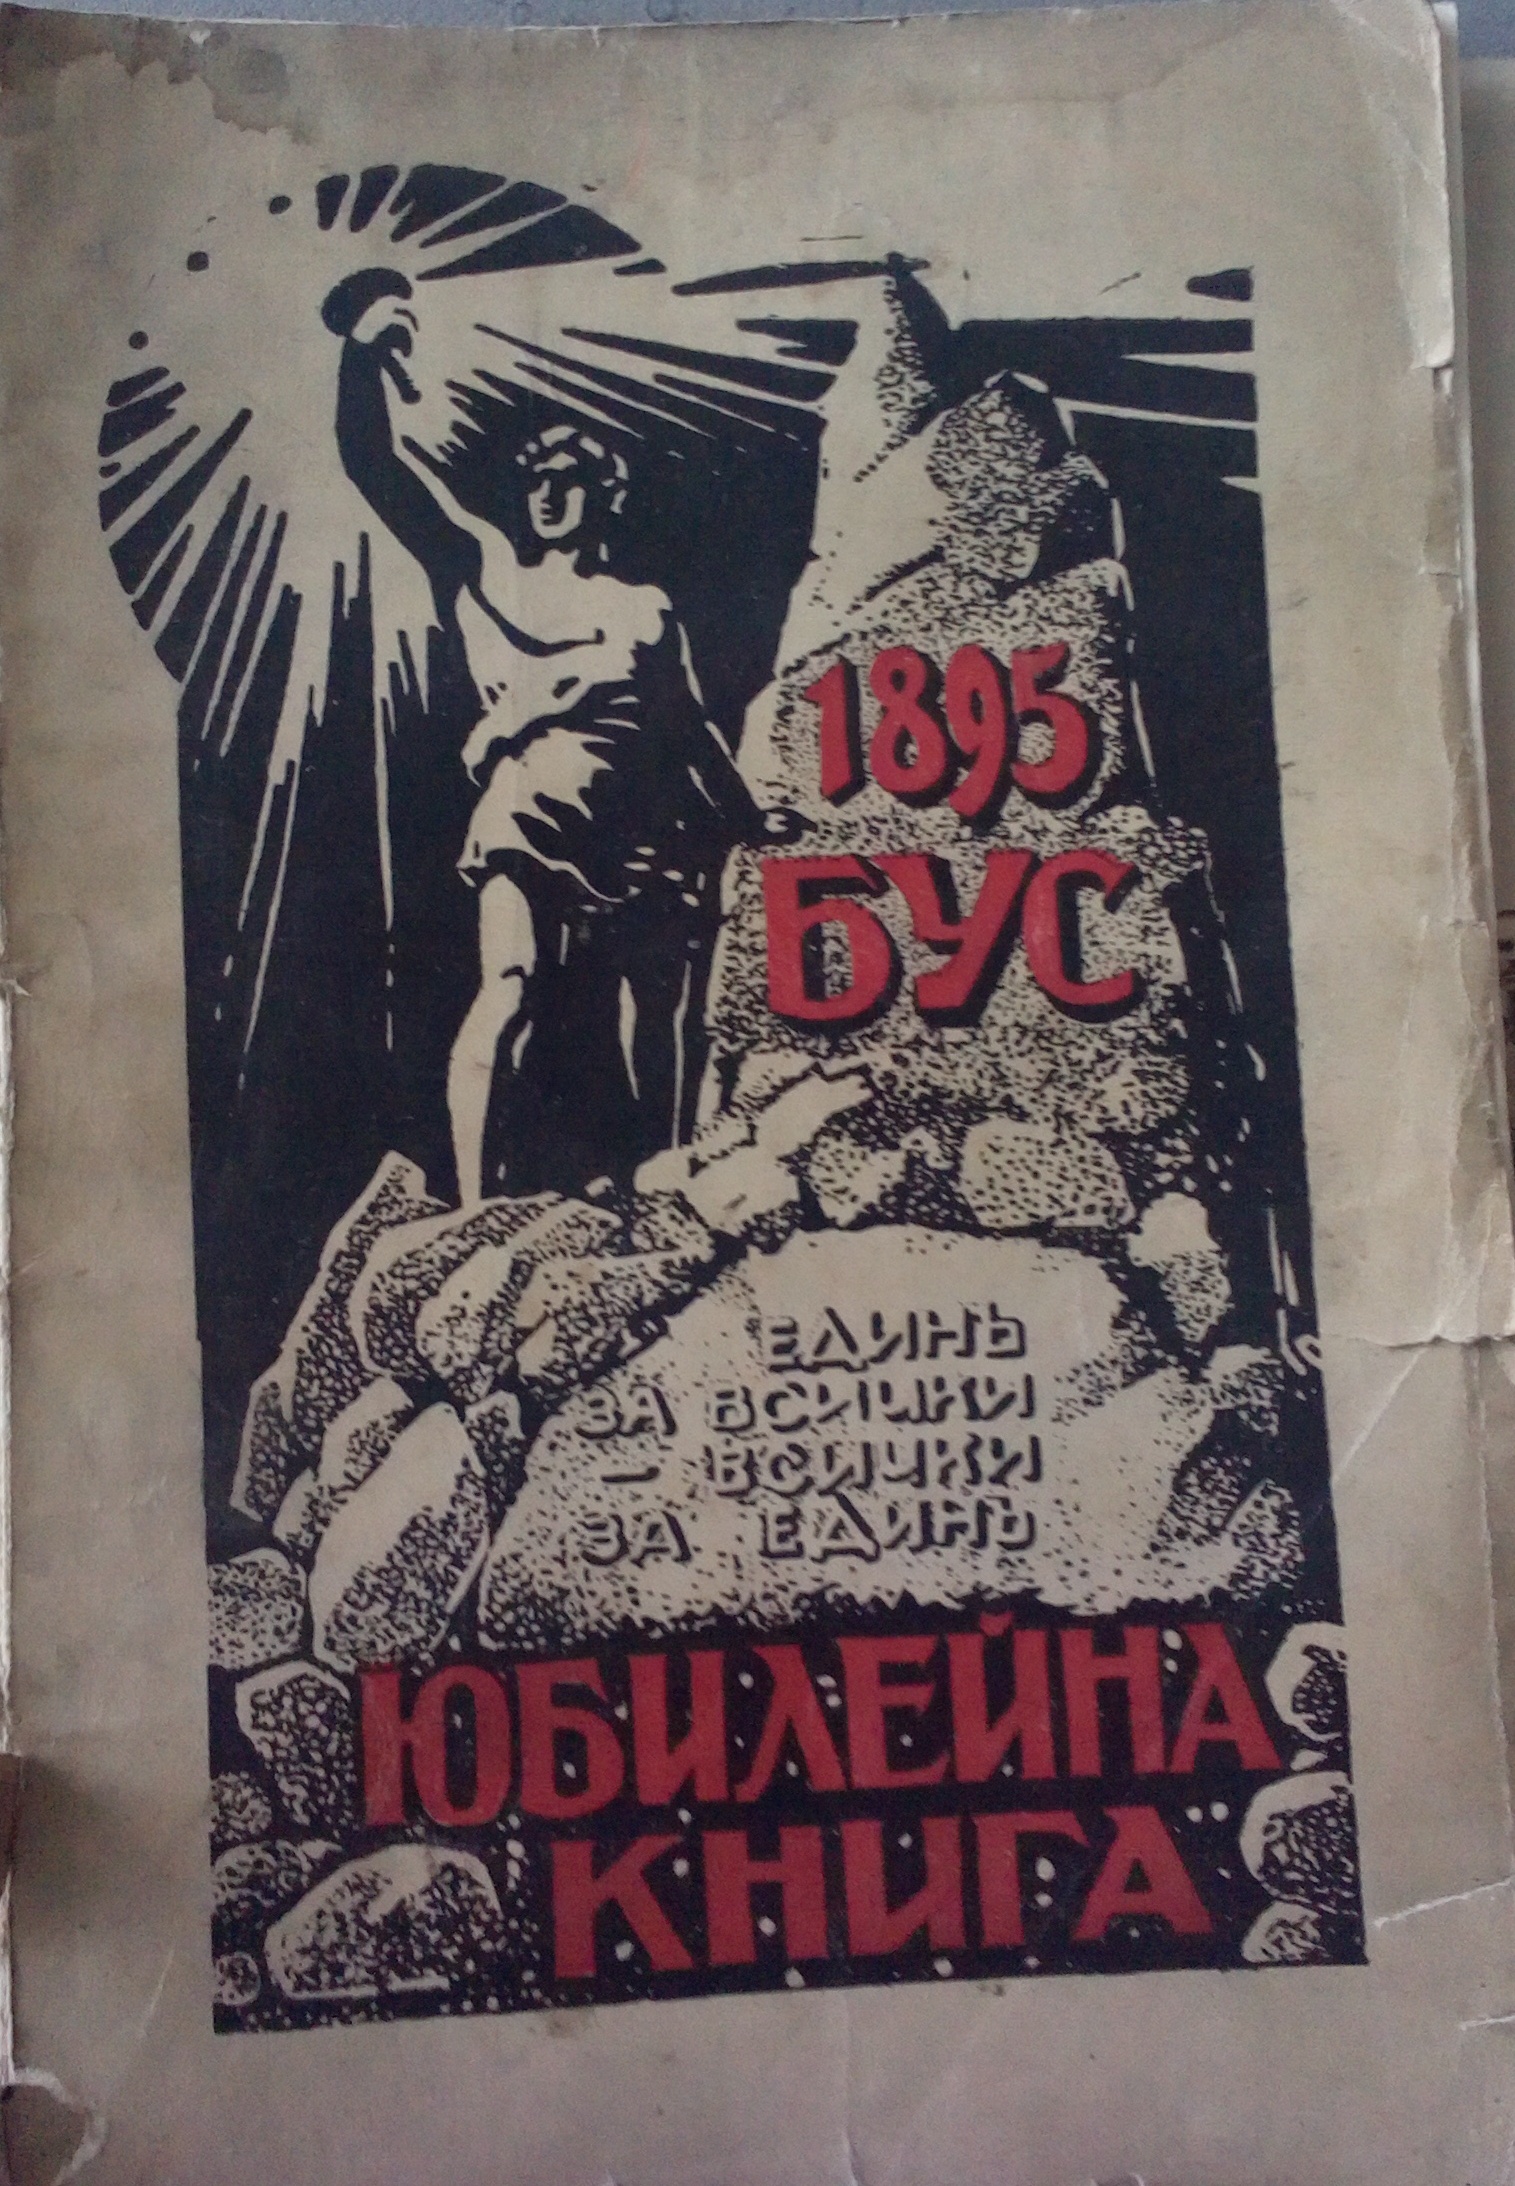 1895
БУС
ЕДИНЪ
ЗА ВСИЧКИ
– ВСИЧКИ
ЗА ЕДИНЪ
ЮБИЛЕЙНА
КНИГА